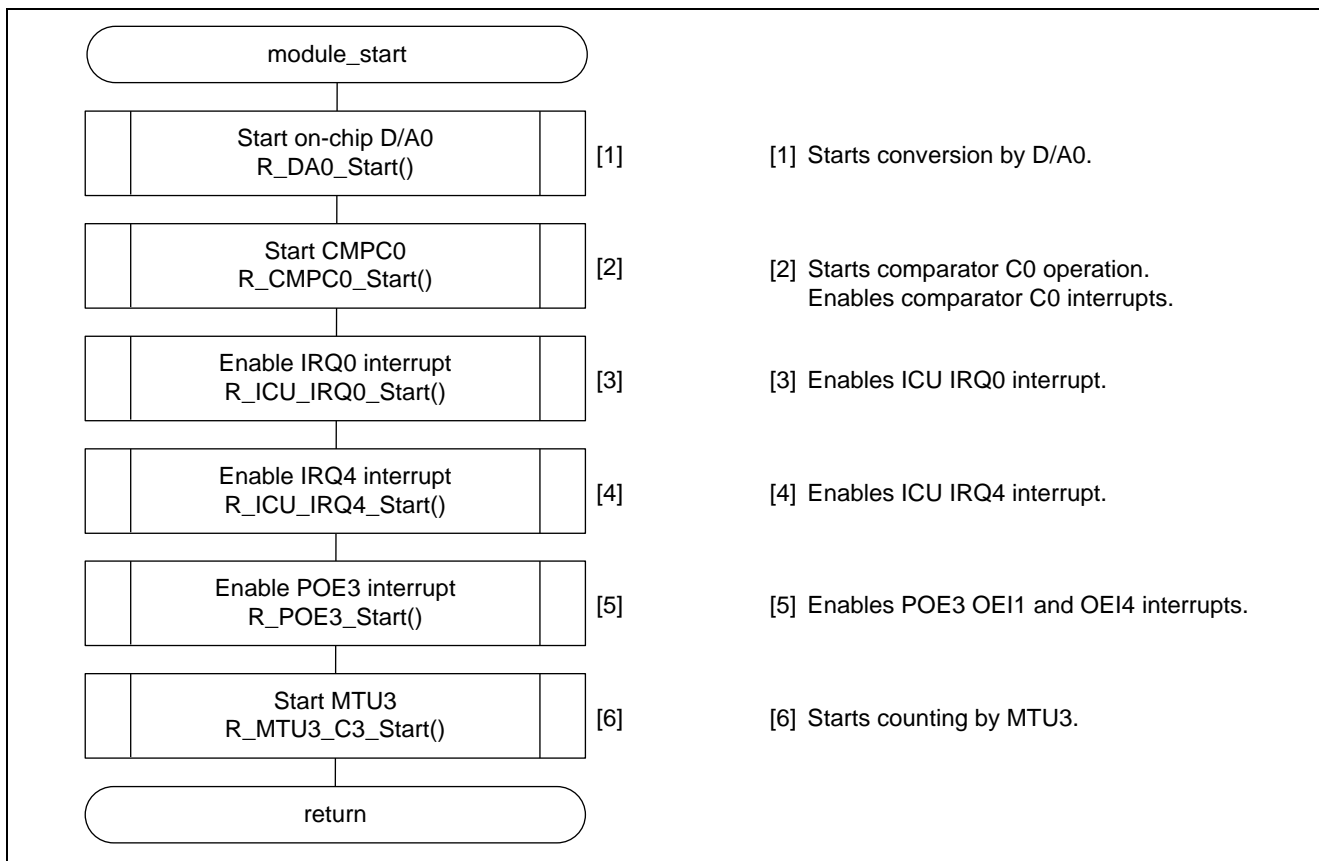 module_start
Start on-chip D/A0
R_DA0_Start()
[1]
[1] Starts conversion by D/A0.
Start CMPC0
R_CMPC0_Start()
[2]
[2] Starts comparator C0 operation.
Enables comparator C0 interrupts.
Enable IRQ0 interrupt
R_ICU_IRQ0_Start()
[3]
[3] Enables ICU IRQ0 interrupt.
Enable IRQ4 interrupt
R_ICU_IRQ4_Start()
[4]
[4] Enables ICU IRQ4 interrupt.
Enable POE3 interrupt
R_POE3_Start()
[5]
[5] Enables POE3 OEI1 and OEI4 interrupts.
Start MTU3
R_MTU3_C3_Start()
[6]
[6] Starts counting by MTU3.
return